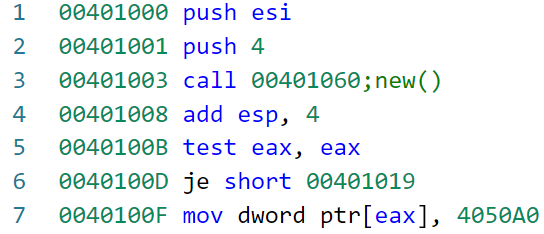 1 00401000 push esi
2 00401001 push 4
3 00401003 call 00401060;new()
4 00401008 add esp, 4
5 0040100B test eax, eax
6 0040100D je short 00401019
7 0040100F mov dword ptr[eax], 4050A0